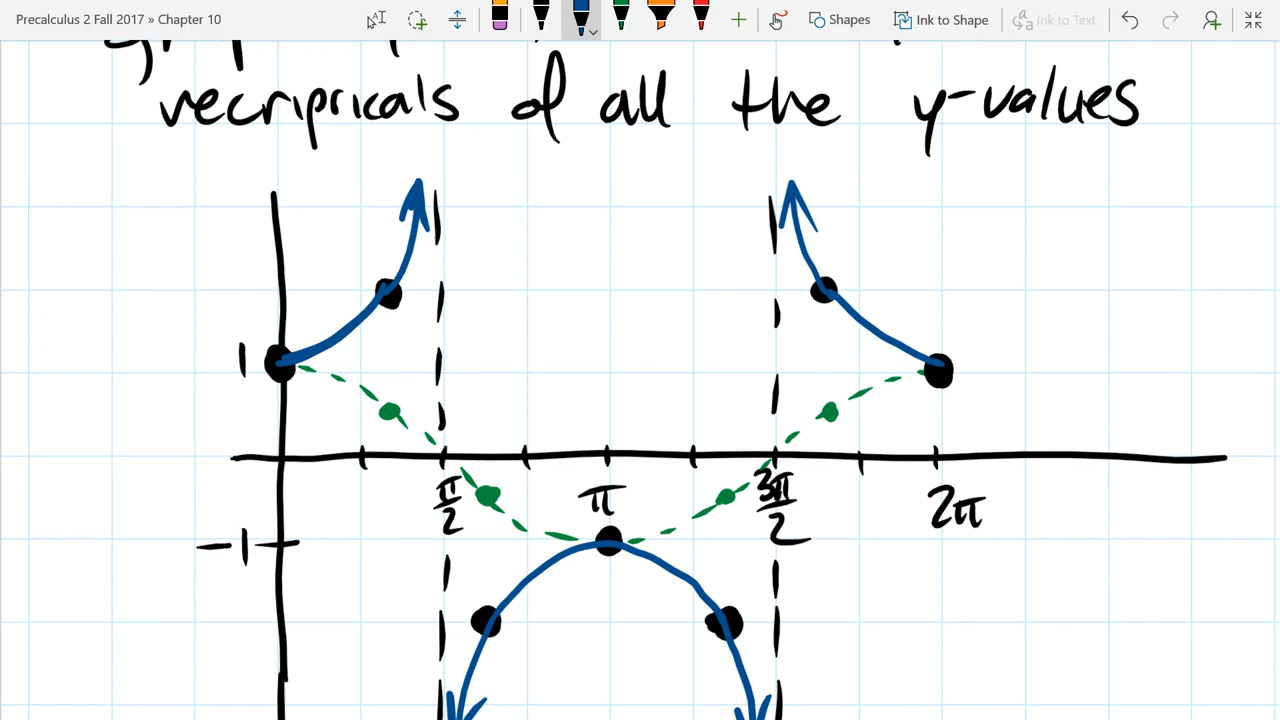 Precalculus 2 Fall 2017 » Chapter 10
Shapes
Ink to Shape
Ink to Text
recripricals of all the y-values
1
π/2
π
3π/2
2π
-1